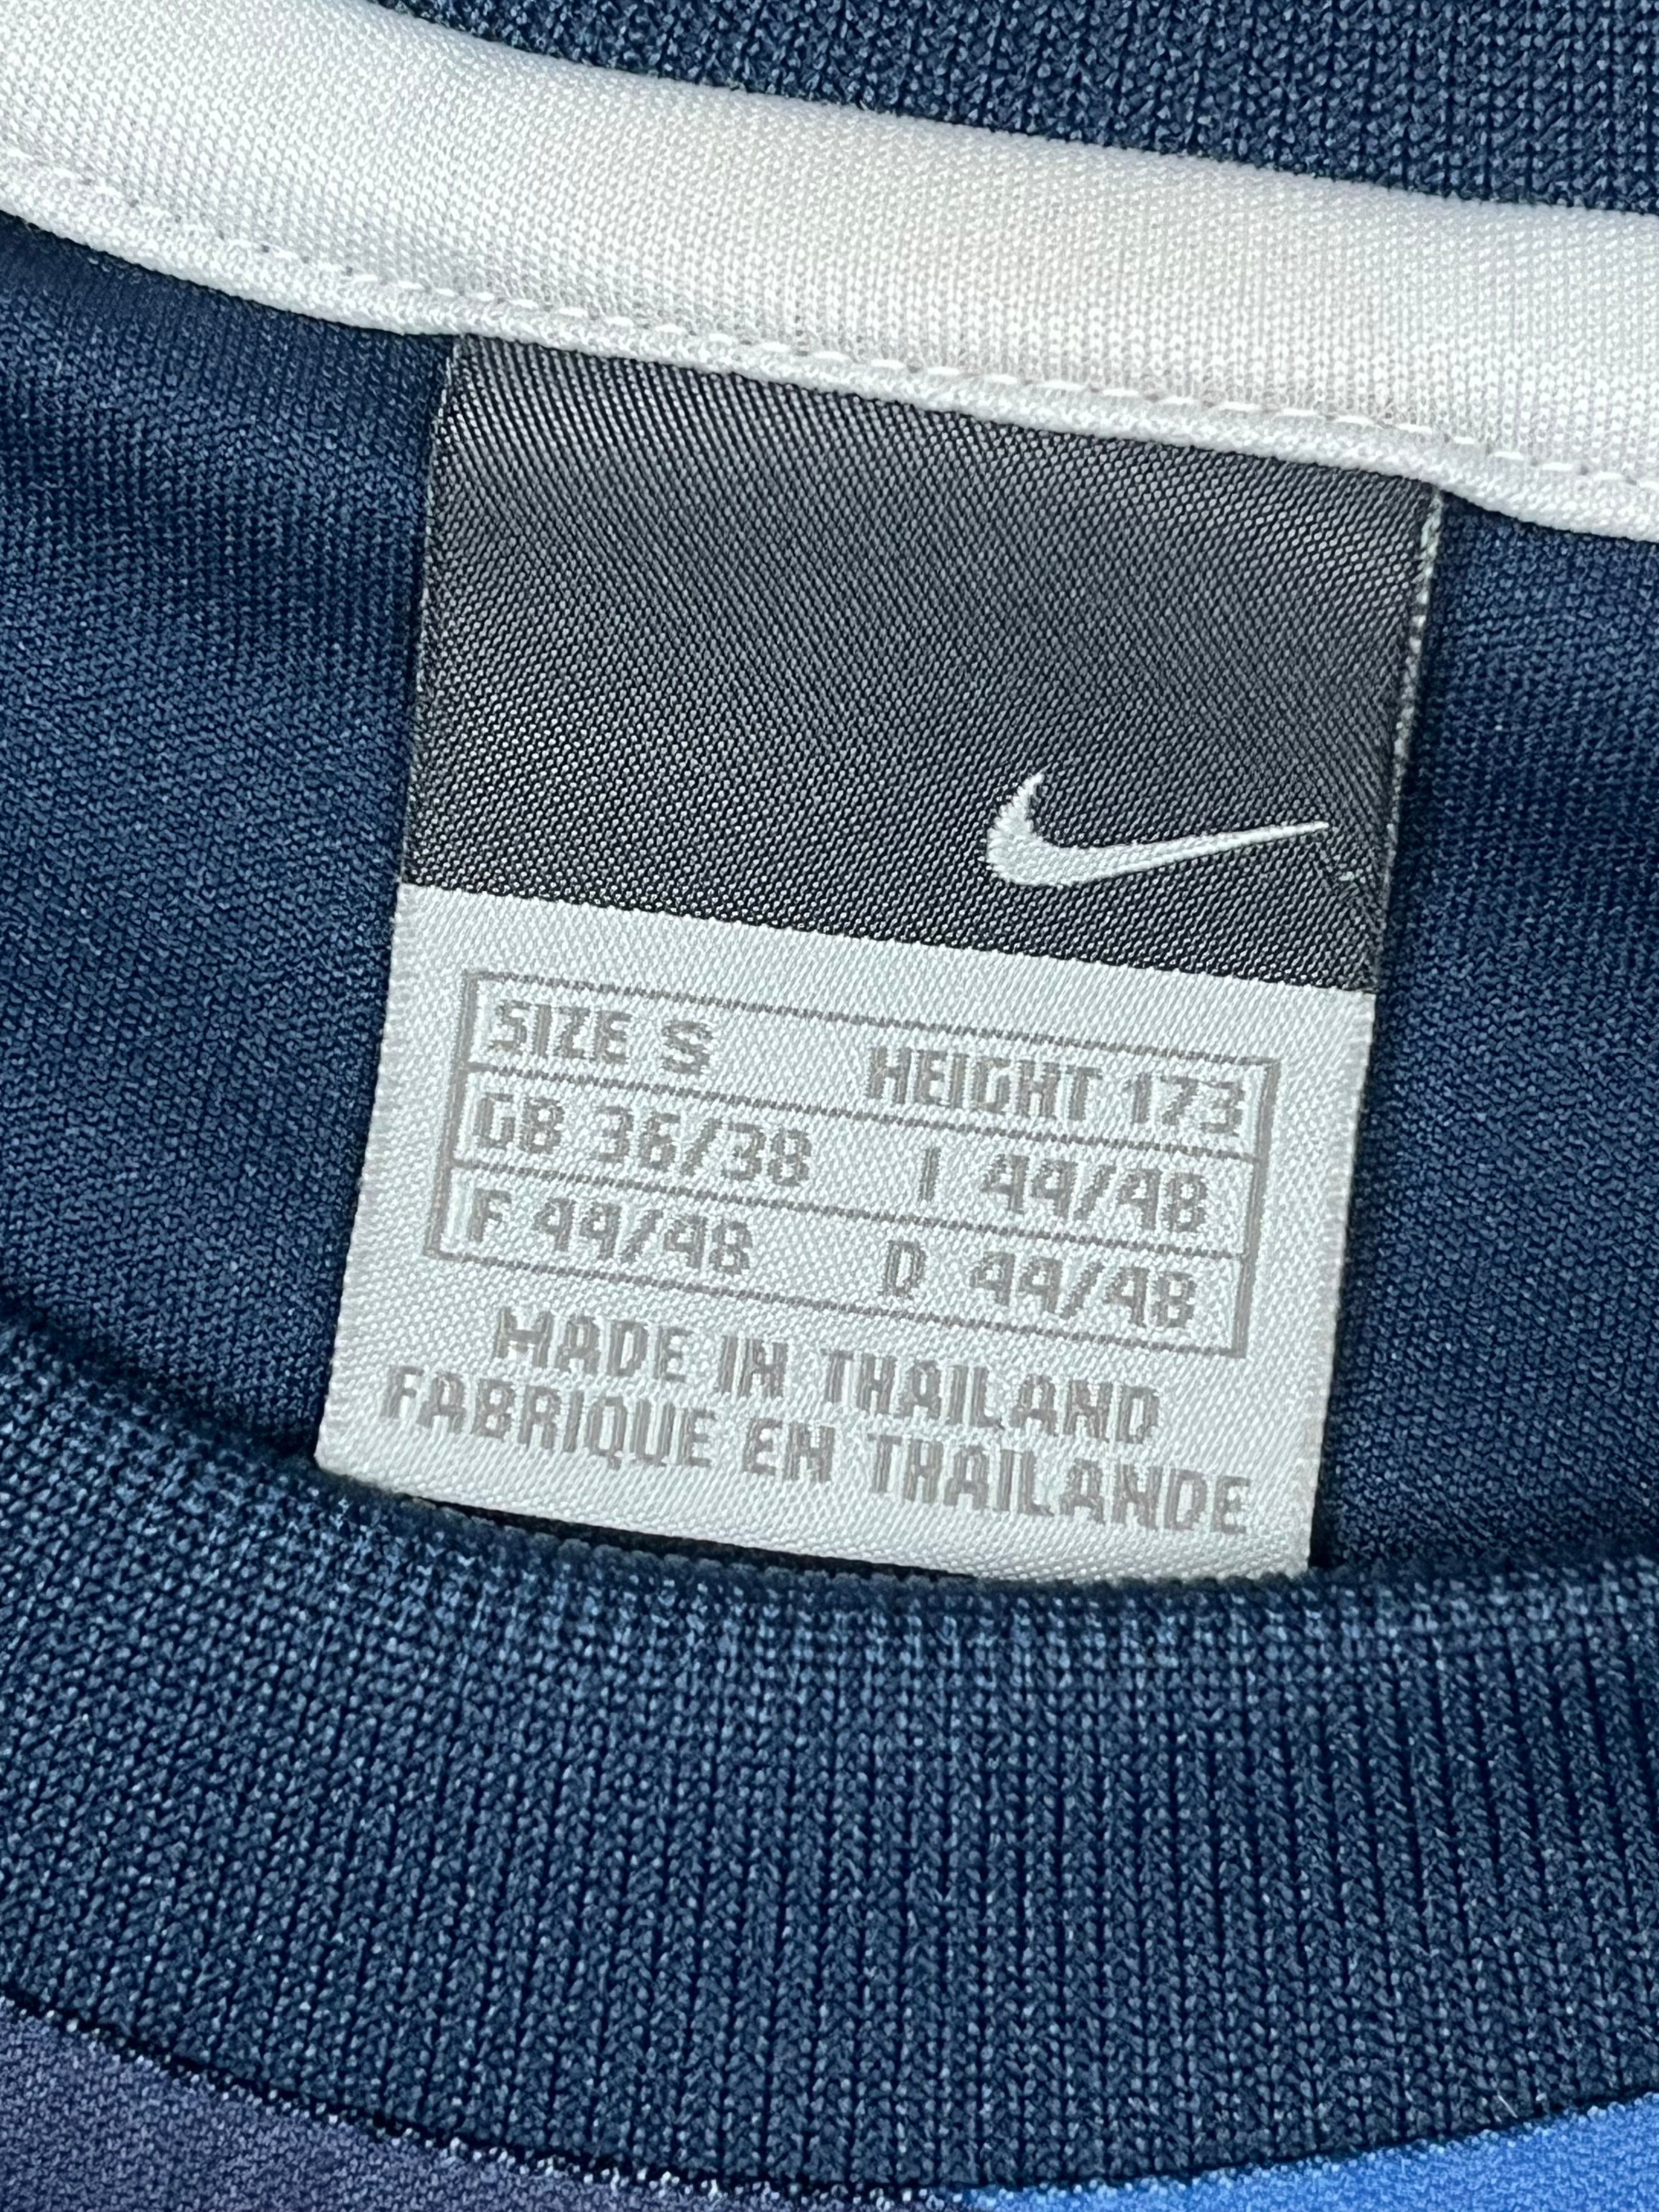 SIZE S HEIGHT 173
GB 36/38 I 44/48
F 44/48 D 44/48
MADE IN THAILAND
FABRIQUE EN THAILANDE